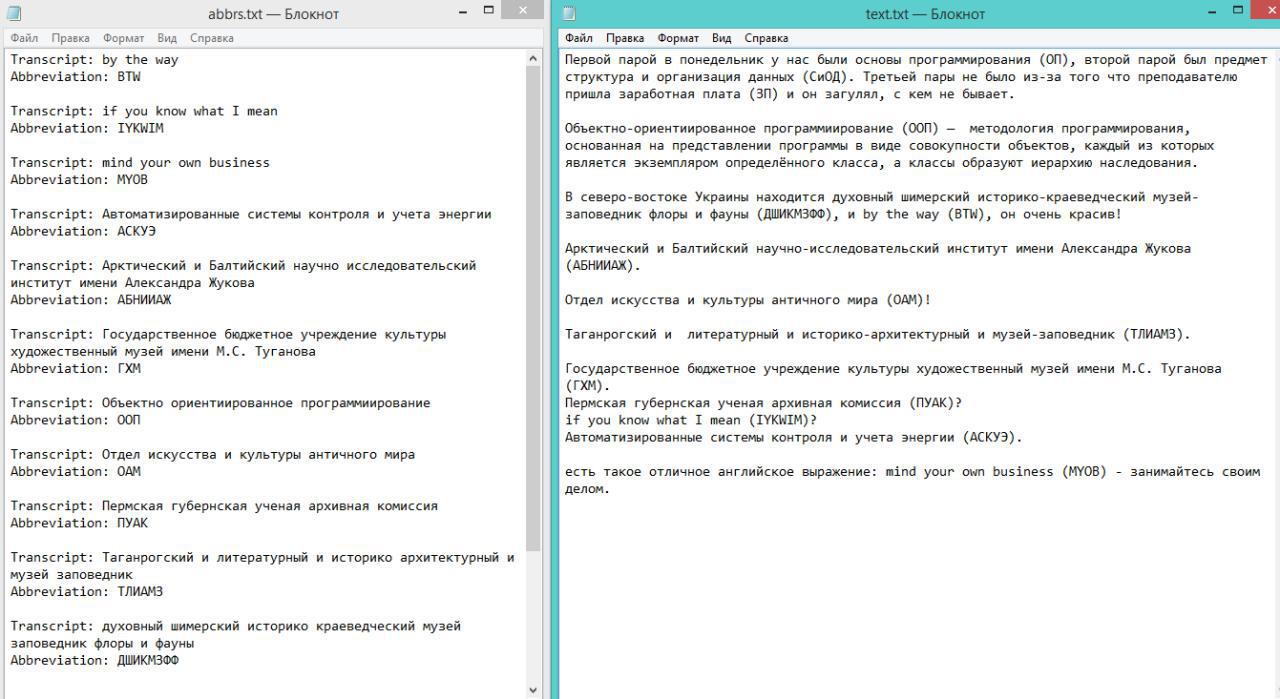 abbrs.txt — Блокнот
Файл Правка Формат Вид Справка
Transcript: by the way
Abbreviation: BTW
Transcript: if you know what I mean
Abbreviation: IYKWIM
Transcript: mind your own business
Abbreviation: MYOB
Transcript: Автоматизированные системы контроля и учета энергии
Abbreviation: АСКУЭ
Transcript: Арктический и Балтийский научно исследовательский
институт имени Александра Жукова
Abbreviation: АБНИИАЖ
Transcript: Государственное бюджетное учреждение культуры
художественный музей имени М.С. Туганова
Abbreviation: ГХМ
Transcript: Объектно ориентиированное программиирование
Abbreviation: ООП
Transcript: Отдел искусства и культуры античного мира
Abbreviation: ОАМ
Transcript: Пермская губернская ученая архивная комиссия
Abbreviation: ПУАК
Transcript: Таганрогский и литературный и историко архитектурный и
музей заповедник
Abbreviation: ТЛИАМЗ
Transcript: духовный шимерский историко краеведческий музей
заповедник флоры и фауны
Abbreviation: ДШИКМЗФФ
text.txt — Блокнот
Файл Правка Формат Вид Справка
Первой парой в понедельник у нас были основы программирования (ОП), второй парой был предмет
структура и организация данных (СиОД). Третьей пары не было из-за того что преподавателю
пришла заработная плата (ЗП) и он загулял, с кем не бывает.
Объектно-ориентиированное программиирование (ООП) —  методология программирования,
основанная на представлении программы в виде совокупности объектов, каждый из которых
является экземпляром определённого класса, а классы образуют иерархию наследования.
В северо-востоке Украины находится духовный шимерский историко-краеведческий музей-
заповедник флоры и фауны (ДШИКМЗФФ), и by the way (BTW), он очень красив!
Арктический и Балтийский научно-исследовательский институт имени Александра Жукова
(АБНИИАЖ).
Отдел искусства и культуры античного мира (ОАМ)!
Таганрогский и  литературный и историко-архитектурный и музей-заповедник (ТЛИАМЗ).
Государственное бюджетное учреждение культуры художественный музей имени М.С. Туганова
(ГХМ).
Пермская губернская ученая архивная комиссия (ПУАК)?
if you know what I mean (IYKWIM)?
Автоматизированные системы контроля и учета энергии (АСКУЭ).
есть такое отличное английское выражение: mind your own business (MYOB) - занимайтесь своим
делом.